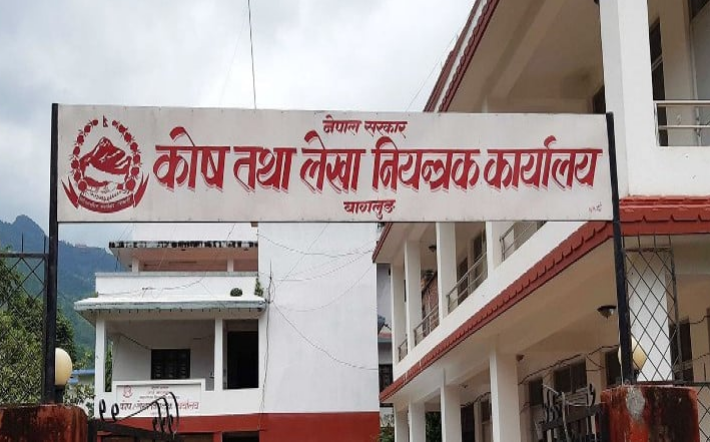 नेपाल सरकार
कोष तथा लेखा नियन्त्रक कार्यालय
बागलुङ
कोष